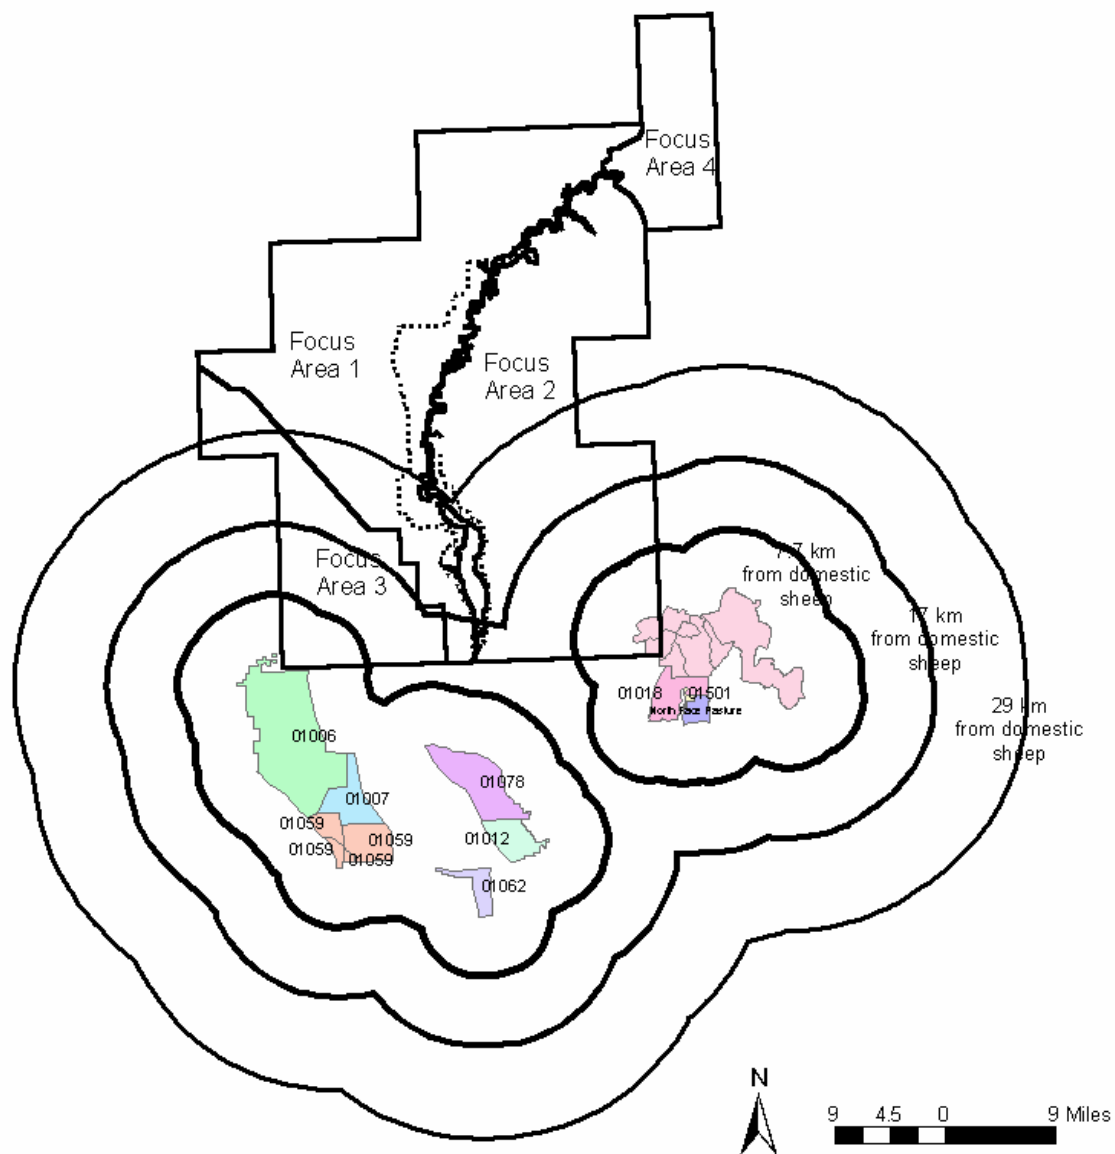 Focus
Area 4
Focus
Area 1
Focus
Area 2
Focus
Area 3
7.7 km
from domestic
sheep
17 km
from domestic
sheep
29 km
from domestic
sheep
01018
01501
North Race Pasture
01006
01007
01059
01059
01059
01059
01078
01012
01062
N
9 4.5 0 9 Miles